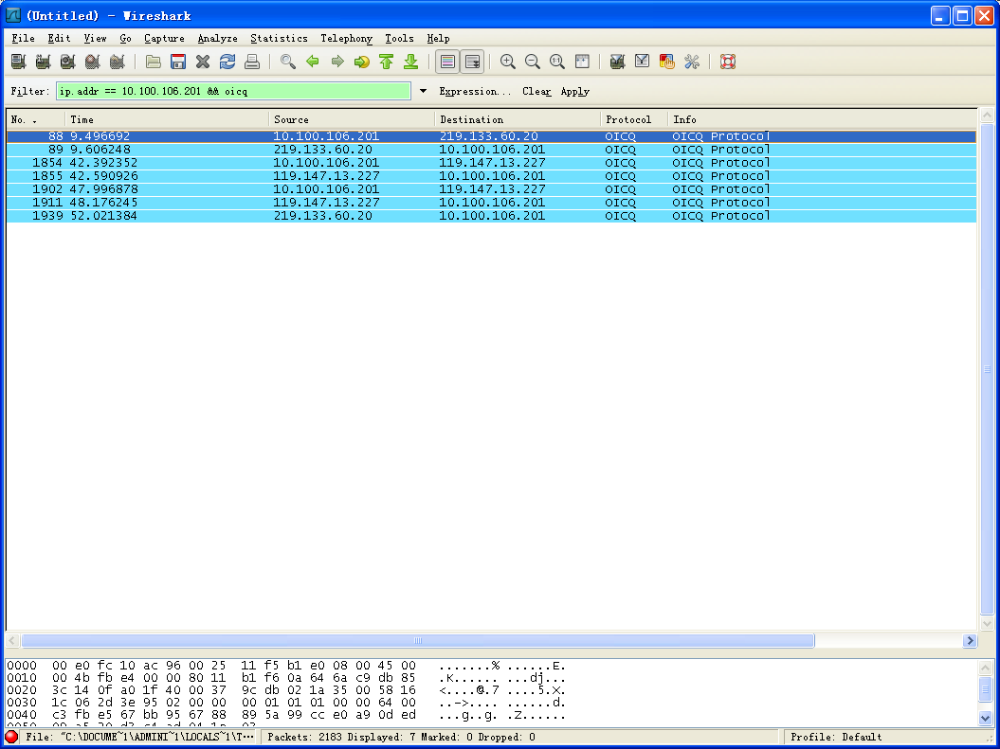 (Untitled) - Wireshark
File Edit View Go Capture Analyze Statistics Telephony Tools Help
Filter: ip.addr == 10.100.106.201 && oicq Expression... Clear Apply
No. . Time Source Destination Protocol Info
88 9.496692 10.100.106.201 219.133.60.20 OICQ OICQ Protocol
89 9.606248 219.133.60.20 10.100.106.201 OICQ OICQ Protocol
1854 42.392352 10.100.106.201 119.147.13.227 OICQ OICQ Protocol
1855 42.590926 119.147.13.227 10.100.106.201 OICQ OICQ Protocol
1902 47.996878 10.100.106.201 119.147.13.227 OICQ OICQ Protocol
1911 48.176245 119.147.13.227 10.100.106.201 OICQ OICQ Protocol
1939 52.021384 219.133.60.20 10.100.106.201 OICQ OICQ Protocol
0000 00 e0 fc 10 ac 96 00 25 11 f5 b1 e0 08 00 45 00 .......% ......E.
0010 00 4b fb e4 00 00 80 11 b1 f6 0a 64 6a c9 db 85 .K...... ...dj...
0020 3c 14 0f a0 1f 40 00 37 9c db 02 1a 35 00 58 16 <....@.7 ....5.X.
0030 1c 06 2d 3e 95 02 00 00 00 01 01 01 00 00 64 00 ..->.... ......d.
0040 c3 fb e5 67 bb 95 67 88 89 5a 99 cc e0 a9 0d ed ...g..g. .Z......
File: "C:\DOCUME~1\ADMINI~1\LOCALS~1\T... Packets: 2183 Displayed: 7 Marked: 0 Dropped: 0 Profile: Default